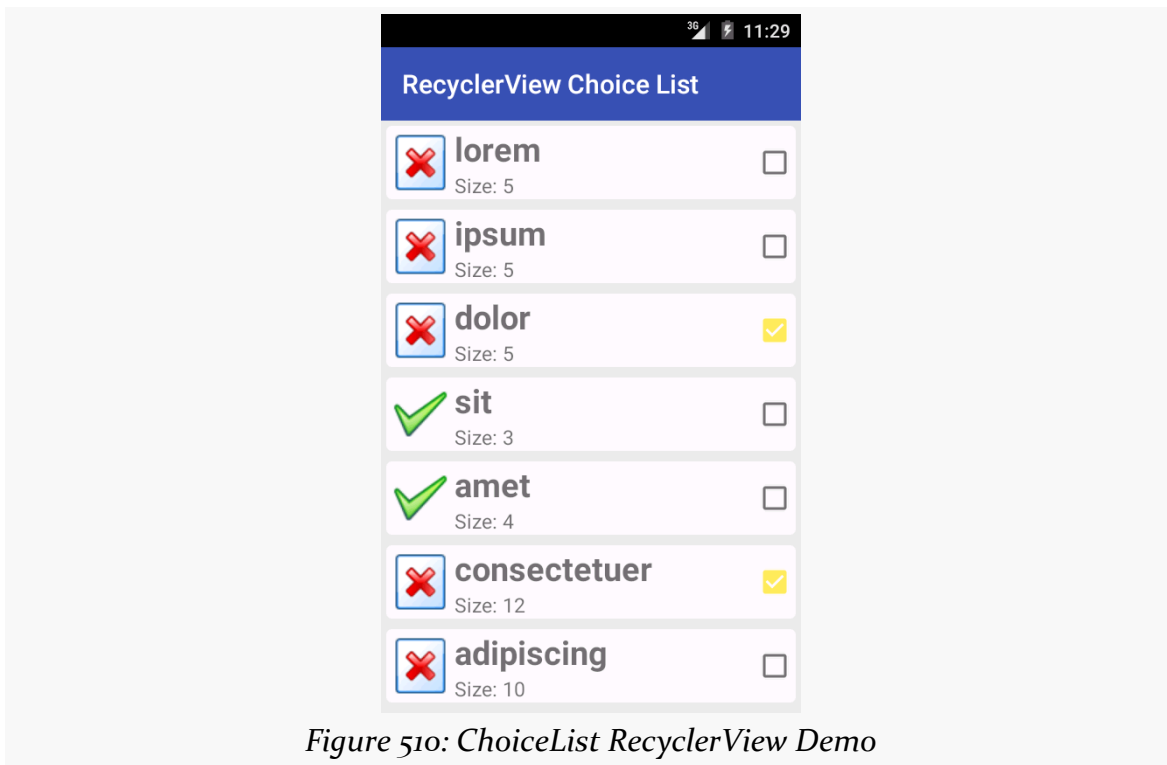 3G 11:29
RecyclerView Choice List
lorem
Size: 5
ipsum
Size: 5
dolor
Size: 5
sit
Size: 3
amet
Size: 4
consectetuer
Size: 12
adipiscing
Size: 10
Figure 510: ChoiceList RecyclerView Demo